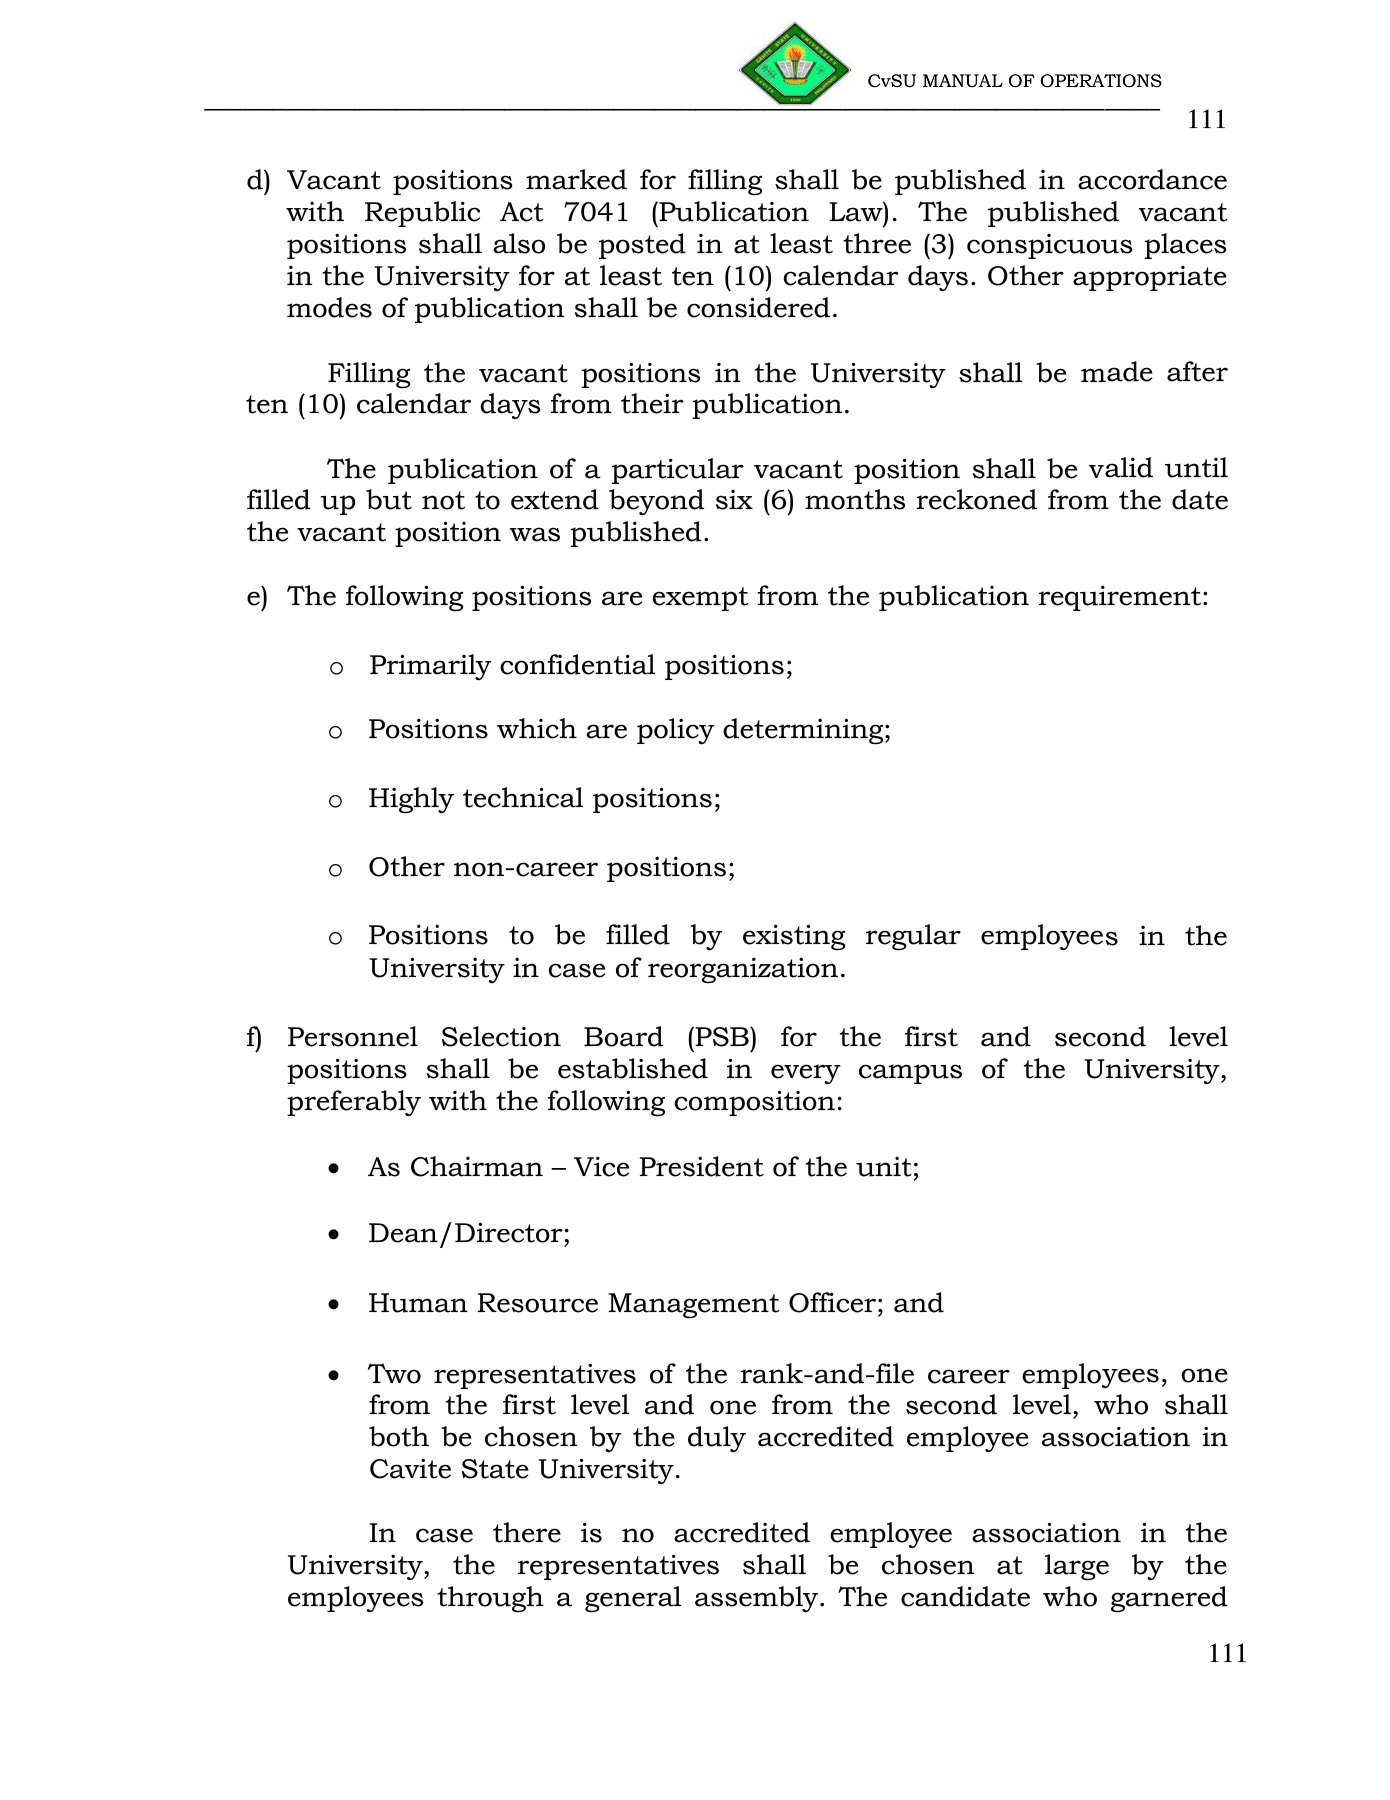 CvSU MANUAL OF OPERATIONS
111
d) Vacant positions marked for filling shall be published in accordance
with Republic Act 7041 (Publication Law). The published vacant
positions shall also be posted in at least three (3) conspicuous places
in the University for at least ten (10) calendar days. Other appropriate
modes of publication shall be considered.
Filling the vacant positions in the University shall be made after
ten (10) calendar days from their publication.
The publication of a particular vacant position shall be valid until
filled up but not to extend beyond six (6) months reckoned from the date
the vacant position was published.
e) The following positions are exempt from the publication requirement:
o Primarily confidential positions;
o Positions which are policy determining;
o Highly technical positions;
o Other non-career positions;
o Positions to be filled by existing regular employees in the
University in case of reorganization.
f) Personnel Selection Board (PSB) for the first and second level
positions shall be established in every campus of the University,
preferably with the following composition:
• As Chairman – Vice President of the unit;
• Dean/Director;
• Human Resource Management Officer; and
• Two representatives of the rank-and-file career employees, one
from the first level and one from the second level, who shall
both be chosen by the duly accredited employee association in
Cavite State University.
In case there is no accredited employee association in the
University, the representatives shall be chosen at large by the
employees through a general assembly. The candidate who garnered
111